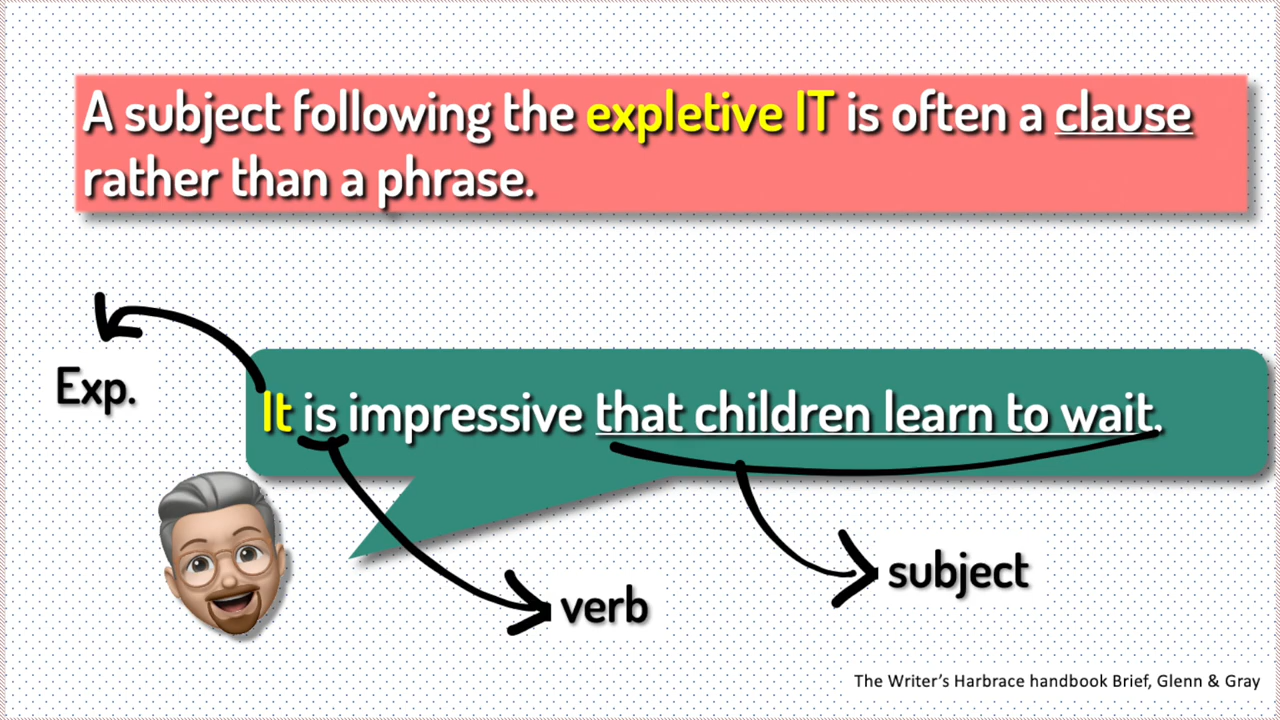 A subject following the expletive IT is often a clause
rather than a phrase.
Exp.
It is impressive that children learn to wait.
subject
verb
The Writer's Harbrace handbook Brief, Glenn & Gray